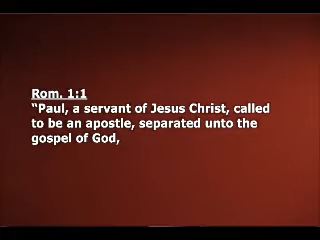 Rom. 1:1
“Paul, a servant of Jesus Christ, called
to be an apostle, separated unto the
gospel of God,